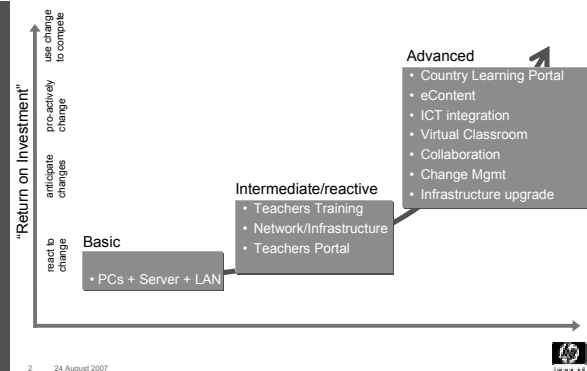 "Return on Investment"
use change
to compete
pro-actively
change
anticipate
changes
react to
change
Basic
• PCs + Server + LAN
Intermediate/reactive
• Teachers Training
• Network/Infrastructure
• Teachers Portal
Advanced
• Country Learning Portal
• eContent
• ICT integration
• Virtual Classroom
• Collaboration
• Change Mgmt
• Infrastructure upgrade
2 24 August 2007
hp
i n v e n t